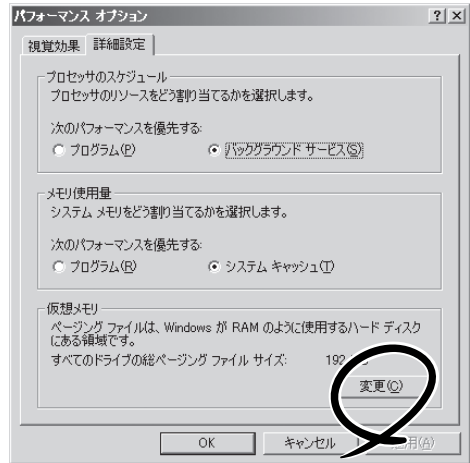 パフォーマンス オプション
視覚効果 詳細設定
プロセッサのスケジュール
プロセッサのリソースをどう割り当てるかを選択します。
次のパフォーマンスを優先する:
プログラム(P) バックグラウンド サービス(S)
メモリ使用量
システム メモリをどう割り当てるかを選択します。
次のパフォーマンスを優先する:
プログラム(R) システム キャッシュ(T)
仮想メモリ
ページング ファイルは、Windows が RAM のように使用するハード ディスク
にある領域です。
すべてのドライブの総ページング ファイル サイズ: 192
変更(C)
OK キャンセル